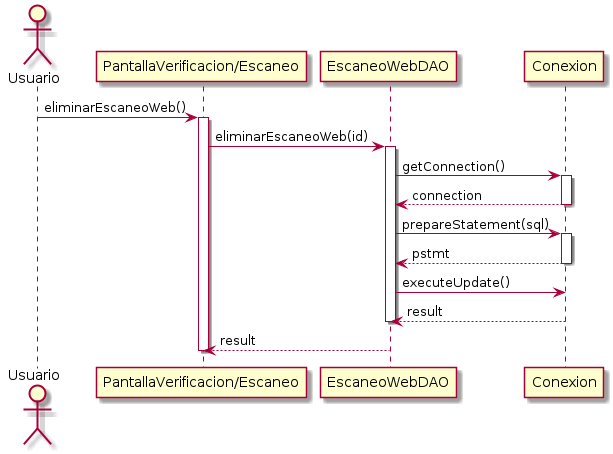 Usuario
PantallaVerificacion/Escaneo
EscaneoWebDAO
Conexion
eliminarEscaneoWeb()
eliminarEscaneoWeb(id)
getConnection()
connection
prepareStatement(sql)
pstmt
executeUpdate()
result
result
Usuario
PantallaVerificacion/Escaneo
EscaneoWebDAO
Conexion